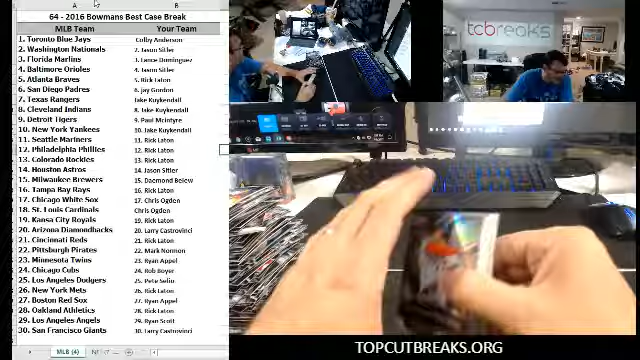 64 - 2016 Bowmans Best Case Break
MLB Team Your Team
1. Toronto Blue Jays Colby Anderson
2. Washington Nationals 2. Jason Sitler
3. Florida Marlins 3. Lance Dominguez
4. Baltimore Orioles 4. Jason Sitler
5. Atlanta Braves 5. Rick Laton
6. San Diego Padres 6. Jay Gordon
7. Texas Rangers Jake Kuykendall
8. Cleveland Indians 8. Jake Kuykendall
9. Detroit Tigers 9. Paul McIntyre
10. New York Yankees 10. Jake Kuykendall
11. Seattle Mariners 11. Rick Laton
12. Philadelphia Phillies 12. Rick Laton
13. Colorado Rockies 13. Rick Laton
14. Houston Astros 14. Jason Sitler
15. Milwaukee Brewers 15. Daemond Belew
16. Tampa Bay Rays 16. Rick Laton
17. Chicago White Sox 17. Chris Ogden
18. St. Louis Cardinals Chris Ogden
19. Kansas City Royals 19. Rick Laton
20. Arizona Diamondbacks 20. Larry Castrovinci
21. Cincinnati Reds 21. Rick Laton
22. Pittsburgh Pirates 22. Mark Normon
23. Minnesota Twins 23. Ryan Appel
24. Chicago Cubs 24. Rob Boyer
25. Los Angeles Dodgers 25. Pete Selin
26. New York Mets 26. Rick Laton
27. Boston Red Sox 27. Ryan Appel
28. Oakland Athletics 28. Rick Laton
29. Los Angeles Angels 29. Ryan Scott
30. San Francisco Giants 30. Larry Castrovinci
MLB (4)
tcbreaks
TOPCUTBREAKS.ORG